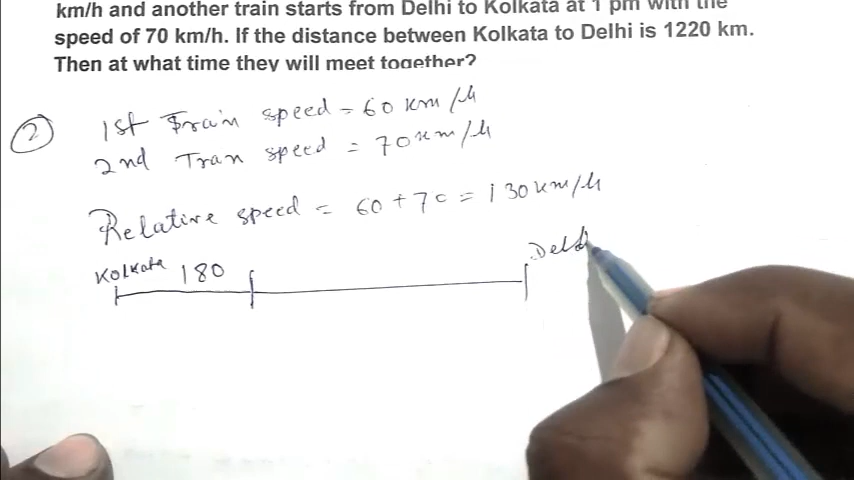 km/h and another train starts from Delhi to Kolkata at 1 pm with the
speed of 70 km/h. If the distance between Kolkata to Delhi is 1220 km.
Then at what time they will meet together?
2 1st Train speed = 60 km/h
2nd Tran speed = 70 km/h
Relative speed = 60 + 70 = 130 km/h
Kolkata 180 Delh